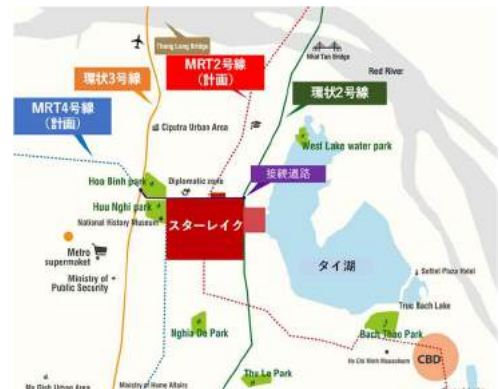 Thang Long Bridge
Nhat Tan Bridge
MRT2号線
(計画)
Red River
環状3号線
環状2号線
MRT4号線
(計画)
Ciputra Urban Area
West Lake water park
接続道路
Hoa Binh park
Diplomatic zone
Huu Nghi park
National History Museum
スターレイク
タイ湖
Metro
supermaket
Ministry of
Public Security
Sofitel Plaza Hotel
Truc Bach Lake
Nghia Do Park
Bach Thao Park
Ho Chi Minh Mausoleum
CBD
Thu Le Park
My Dinh Urban Area
Ministry of Home Affairs